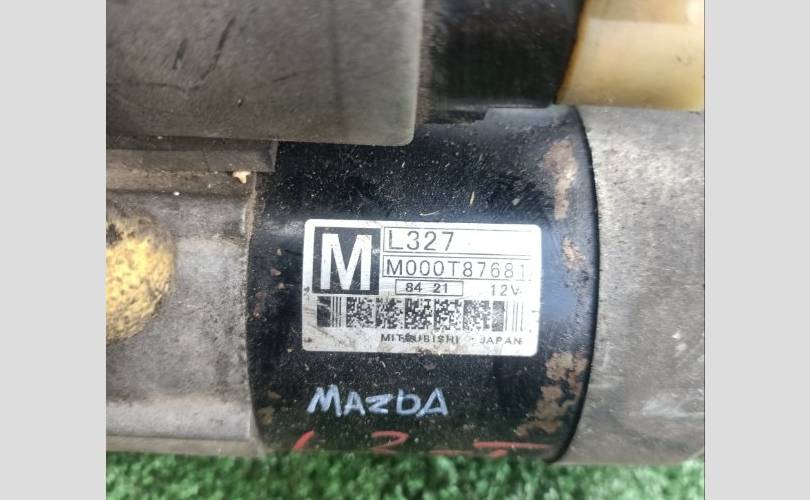 M
L327
M000T87681
84 21 12V
MITSUBISHI JAPAN
MAZDA